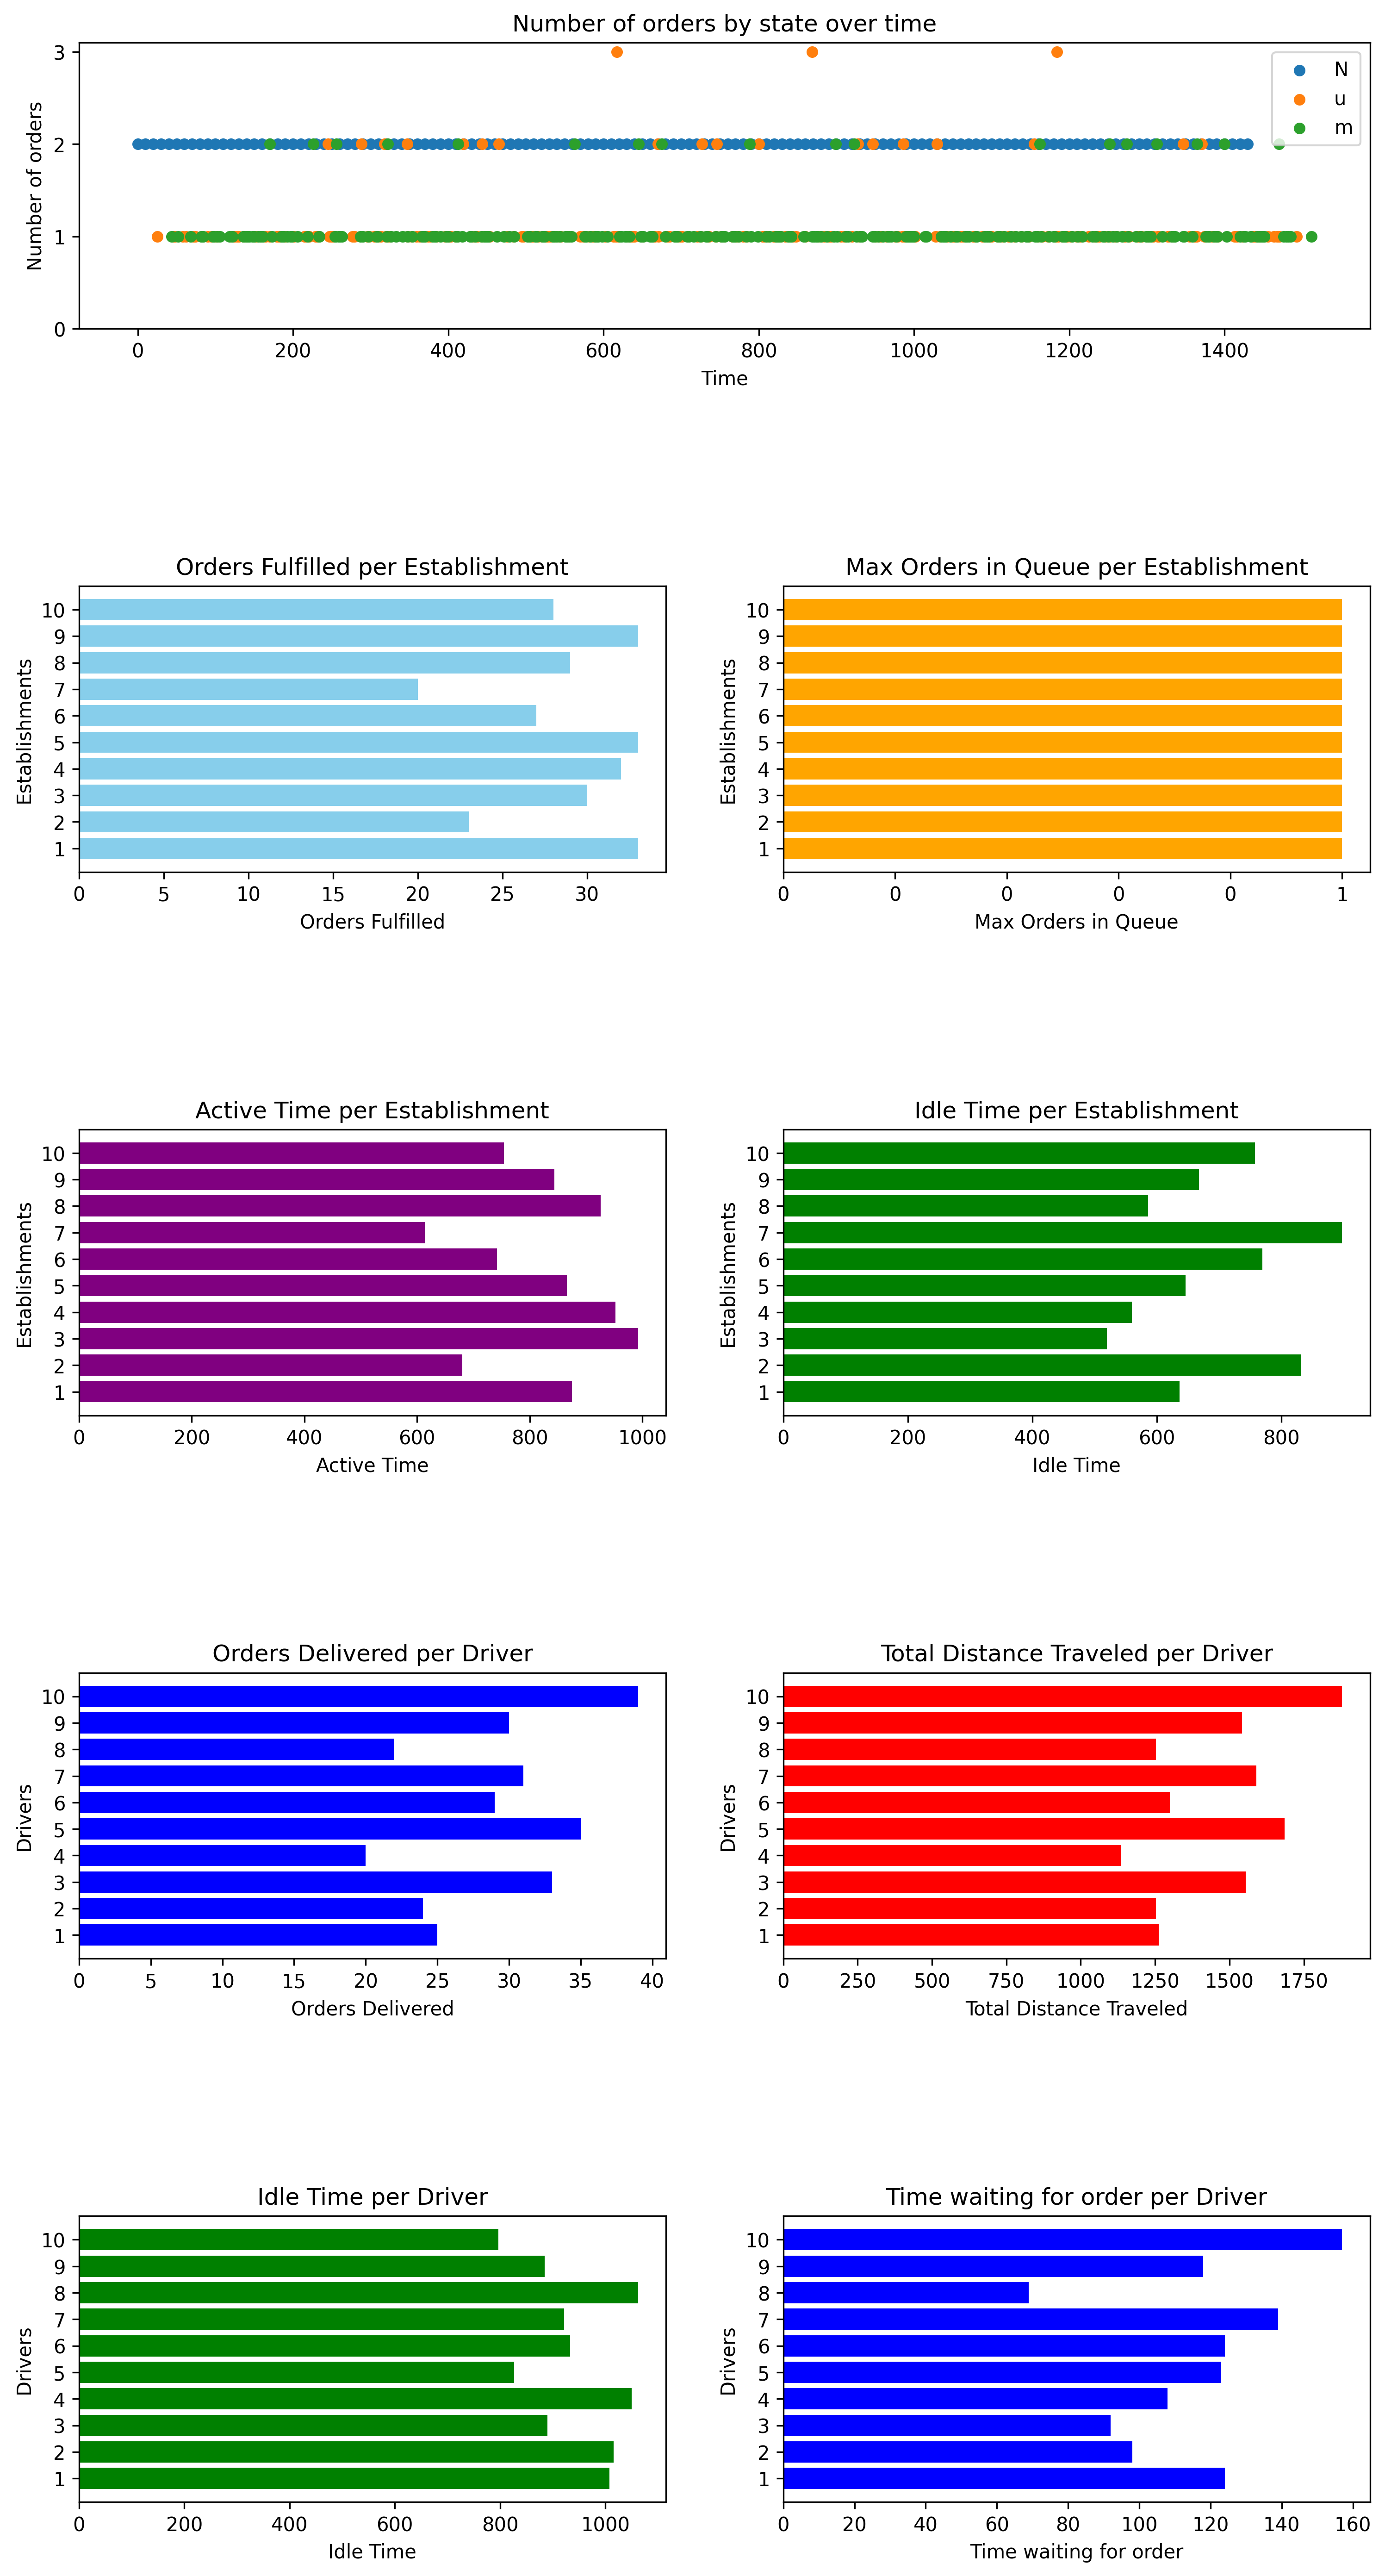 Number of orders by state over time
Number of orders
3
2
1
0
N
u
m
0 200 400 600 800 1000 1200 1400
Time
Orders Fulfilled per Establishment
Establishments
10
9
8
7
6
5
4
3
2
1
0 5 10 15 20 25 30
Orders Fulfilled
Max Orders in Queue per Establishment
Establishments
10
9
8
7
6
5
4
3
2
1
0 0 0 0 0 1
Max Orders in Queue
Active Time per Establishment
Establishments
10
9
8
7
6
5
4
3
2
1
0 200 400 600 800 1000
Active Time
Idle Time per Establishment
Establishments
10
9
8
7
6
5
4
3
2
1
0 200 400 600 800
Idle Time
Orders Delivered per Driver
Drivers
10
9
8
7
6
5
4
3
2
1
0 5 10 15 20 25 30 35 40
Orders Delivered
Total Distance Traveled per Driver
Drivers
10
9
8
7
6
5
4
3
2
1
0 250 500 750 1000 1250 1500 1750
Total Distance Traveled
Idle Time per Driver
Drivers
10
9
8
7
6
5
4
3
2
1
0 200 400 600 800 1000
Idle Time
Time waiting for order per Driver
Drivers
10
9
8
7
6
5
4
3
2
1
0 20 40 60 80 100 120 140 160
Time waiting for order